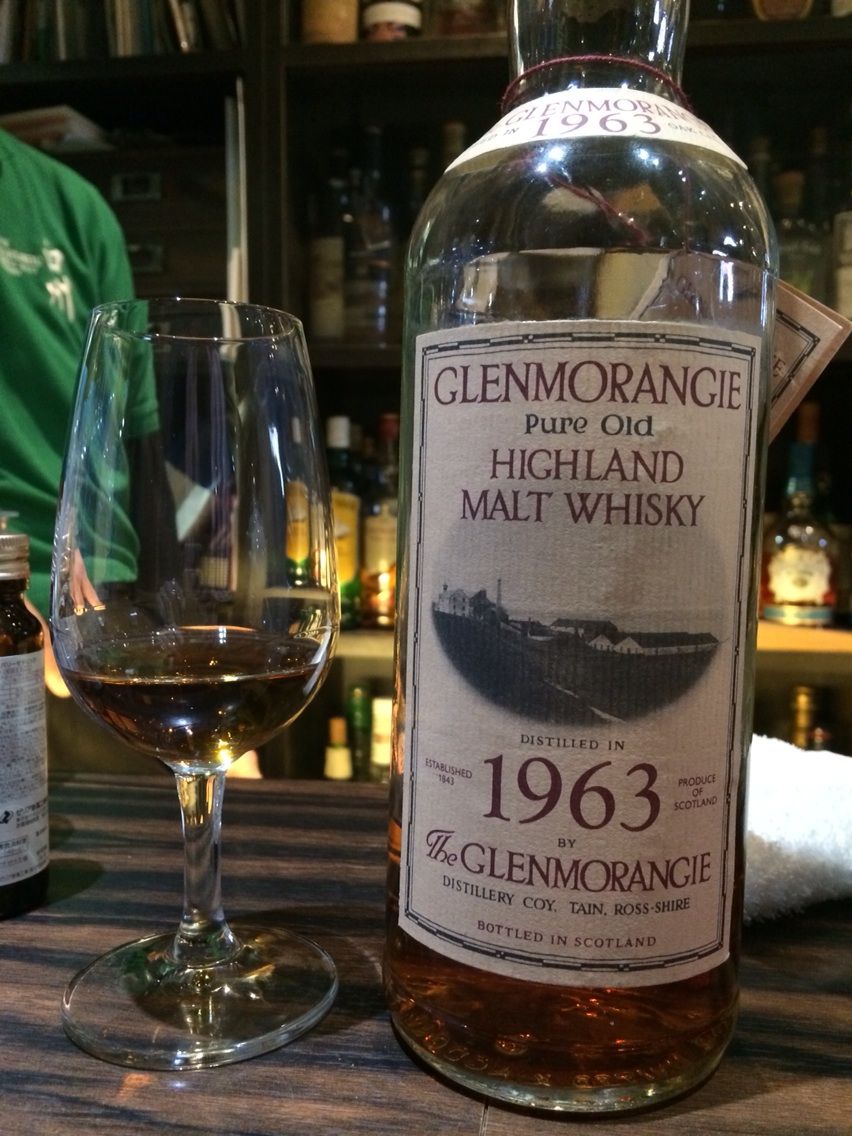 GLENMORANGIE
1963
GLENMORANGIE
Pure Old
HIGHLAND
MALT WHISKY
DISTILLED IN
ESTABLISHED
1843
1963
PRODUCE
OF
SCOTLAND
BY
The GLENMORANGIE
DISTILLERY COY, TAIN, ROSS-SHIRE
BOTTLED IN SCOTLAND